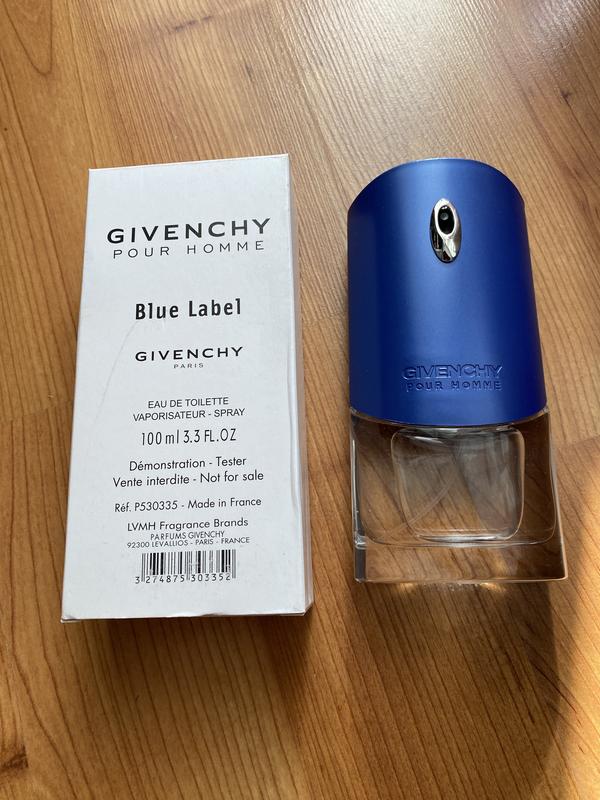 GIVENCHY
POUR HOMME
Blue Label
GIVENCHY
PARIS
EAU DE TOILETTE
VAPORISATEUR - SPRAY
100 ml 3.3 FL.OZ
Démonstration - Tester
Vente interdite - Not for sale
Réf. P530335 - Made in France
LVMH Fragrance Brands
PARFUMS GIVENCHY
92300 LEVALLIOS - PARIS - FRANCE
3 274875 303352
GIVENCHY
POUR HOMME